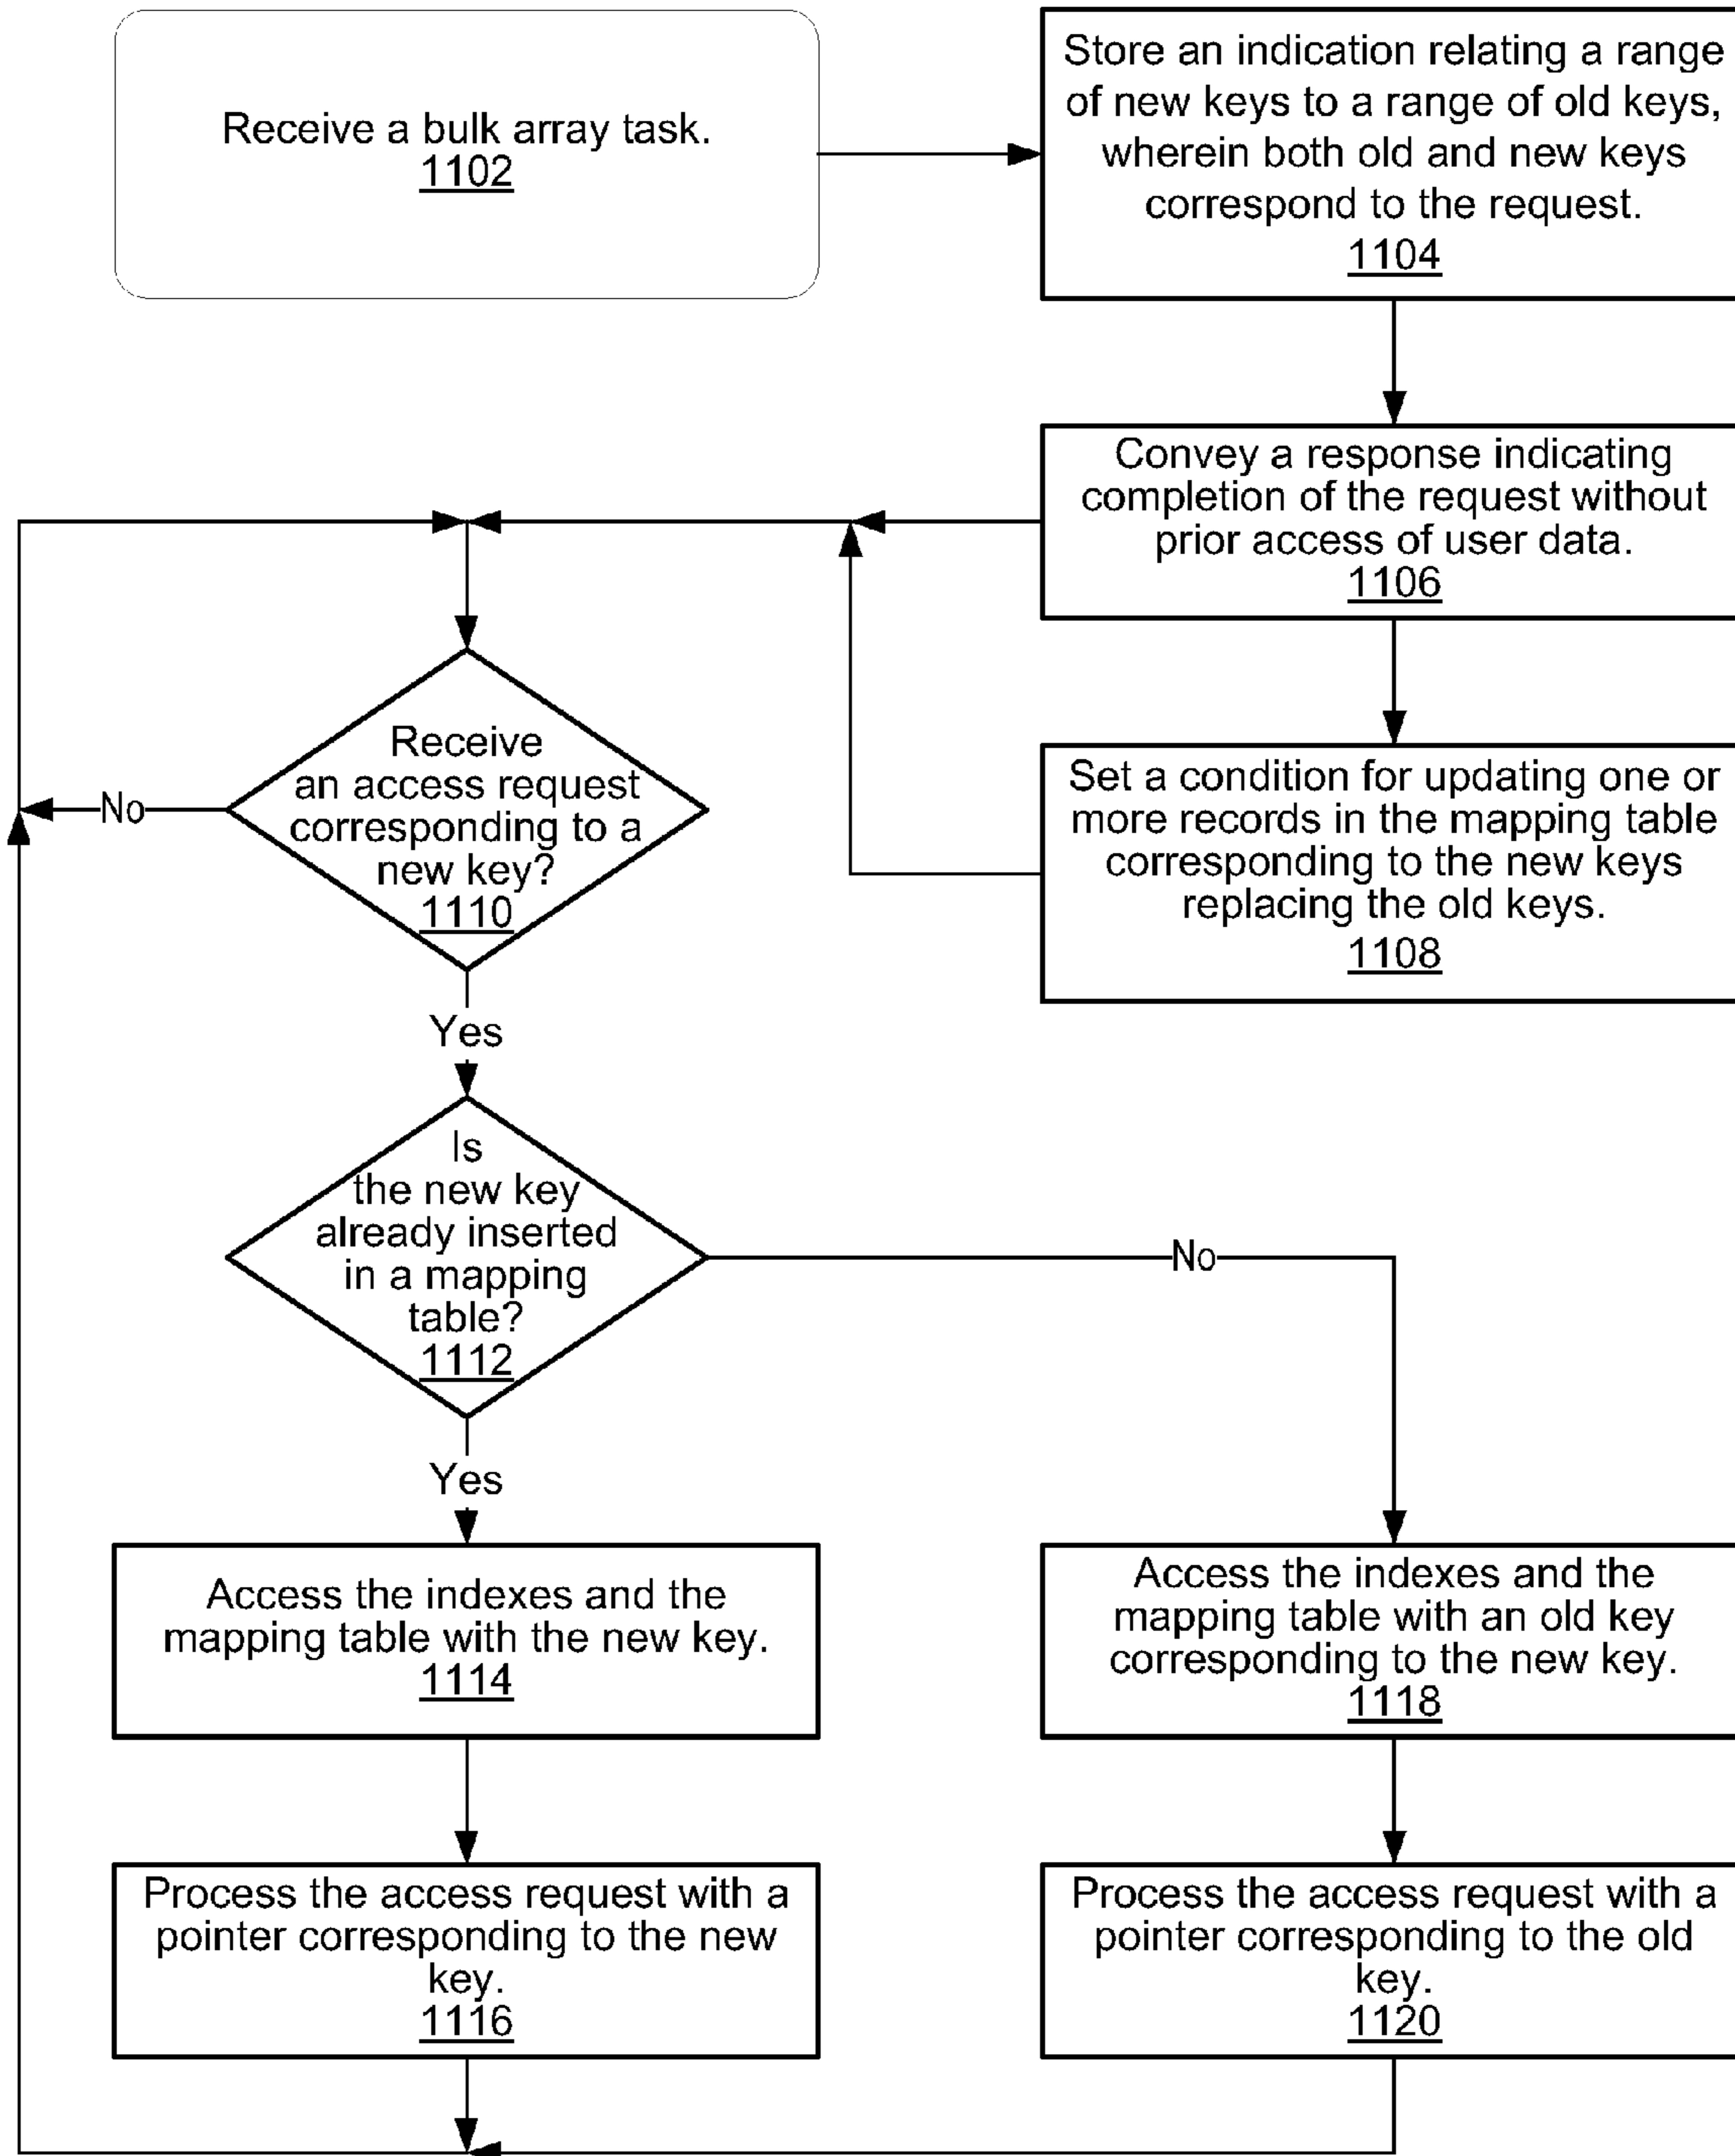 Receive a bulk array task.
1102
Store an indication relating a range
of new keys to a range of old keys,
wherein both old and new keys
correspond to the request.
1104
Convey a response indicating
completion of the request without
prior access of user data.
1106
Set a condition for updating one or
more records in the mapping table
corresponding to the new keys
replacing the old keys.
1108
Receive
an access request
corresponding to a
new key?
1110
No
Yes
Is
the new key
already inserted
in a mapping
table?
1112
No
Yes
Access the indexes and the
mapping table with the new key.
1114
Access the indexes and the
mapping table with an old key
corresponding to the new key.
1118
Process the access request with a
pointer corresponding to the new
key.
1116
Process the access request with a
pointer corresponding to the old
key.
1120